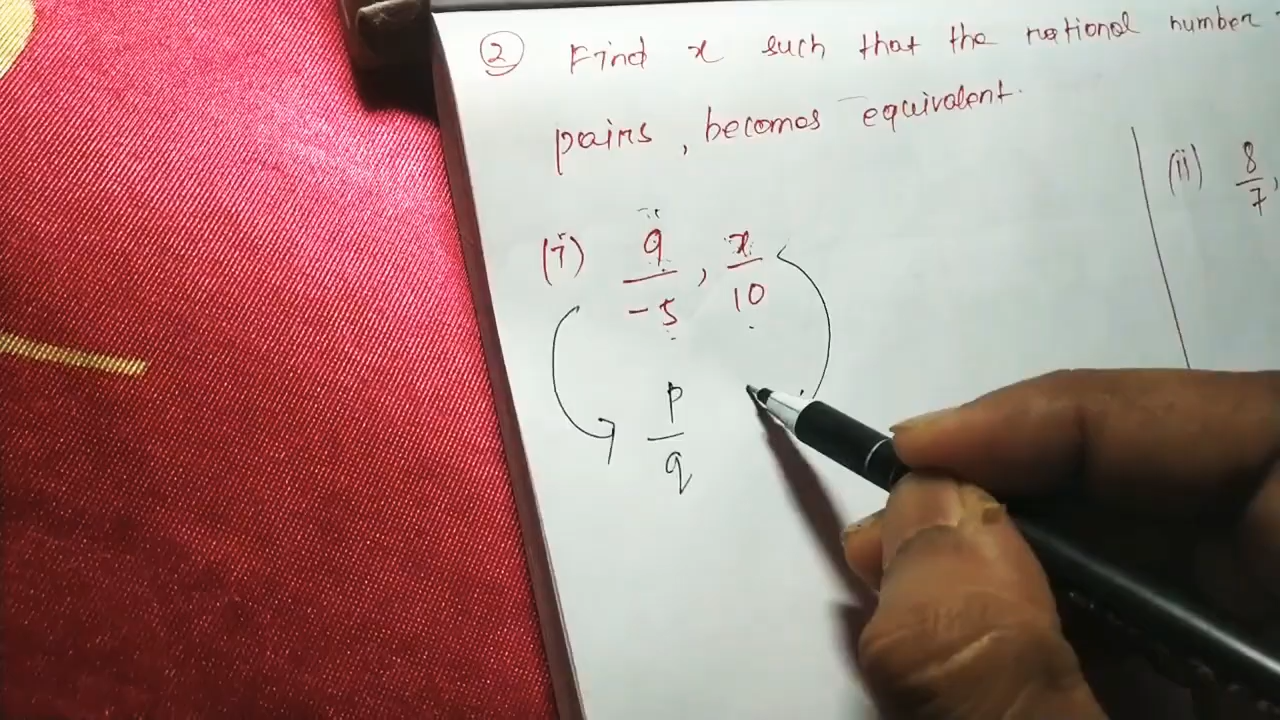 ② Find x such that the rational number
pairs, becomes equivalent.
(i) 9/-5, x/10
(ii) 8/7,
p/q